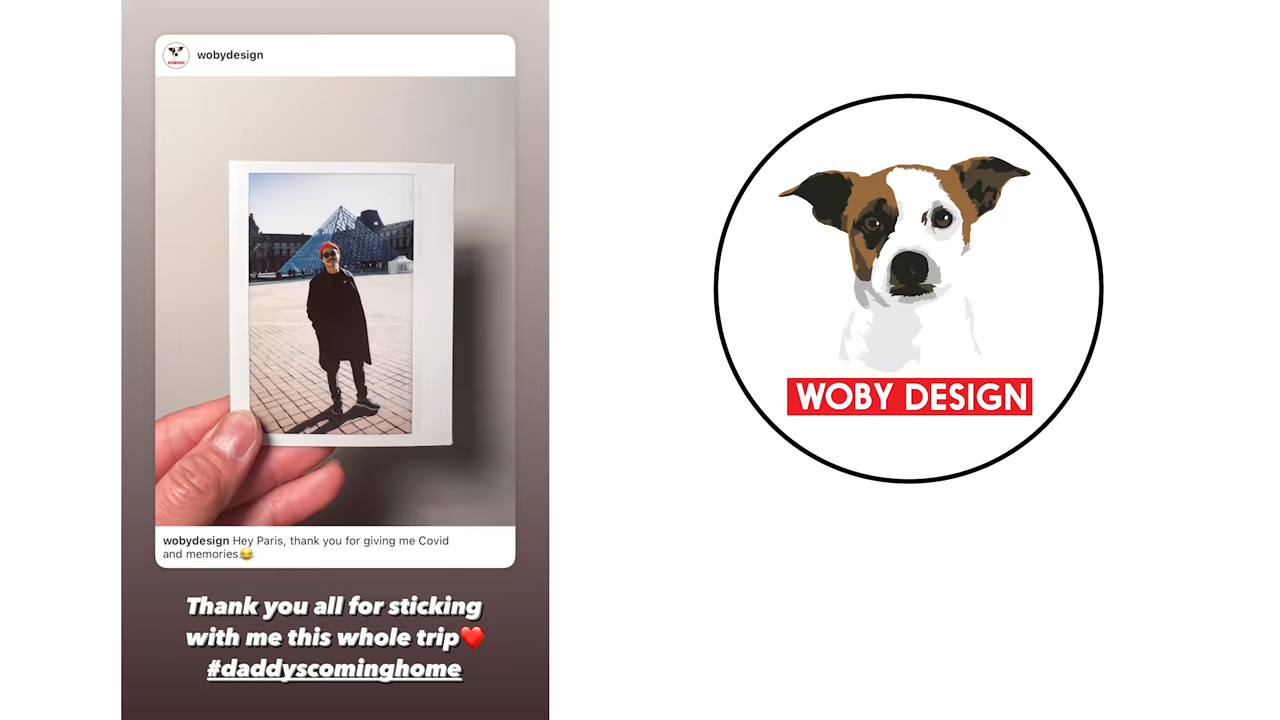 wobydesign
wobydesign Hey Paris, thank you for giving me Covid
and memories😂
Thank you all for sticking
with me this whole trip❤️
#daddyscominghome
WOBY DESIGN